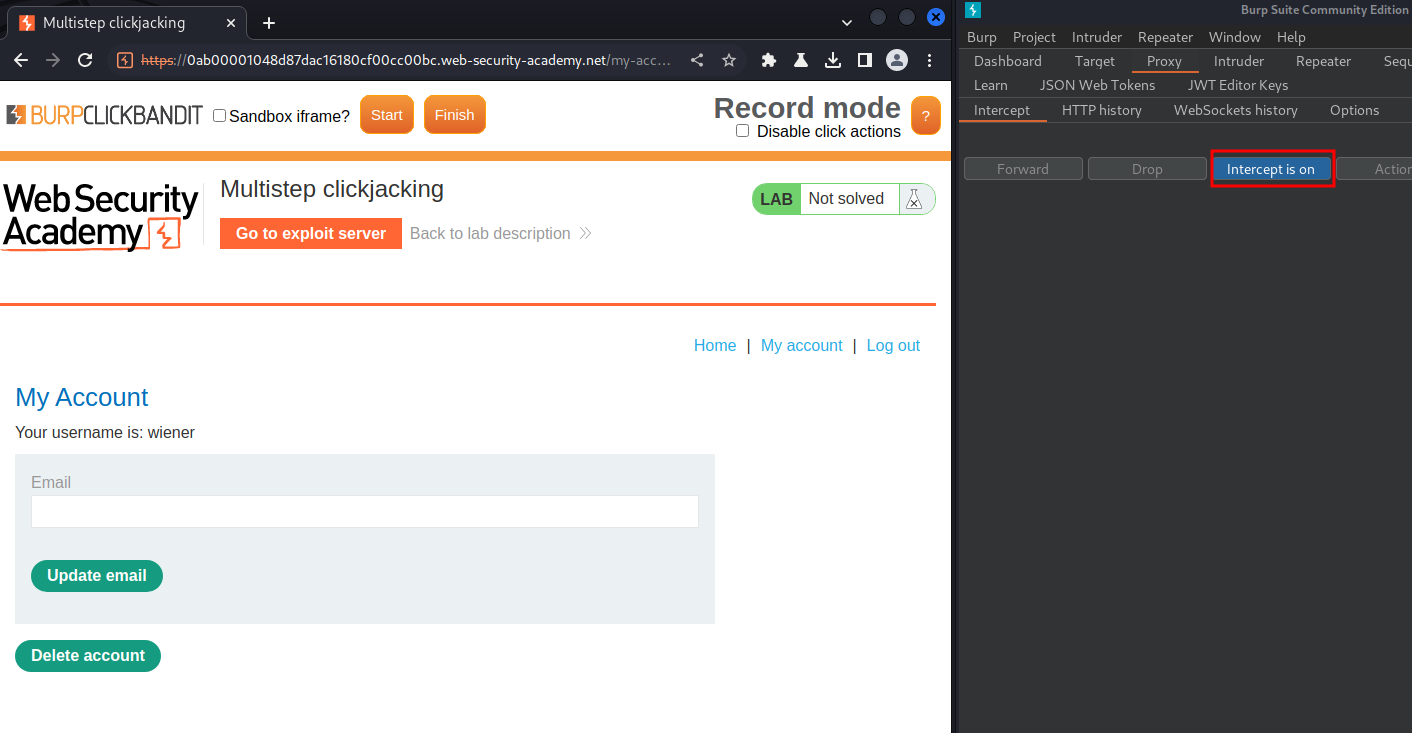 Multistep clickjacking
https://0ab00001048d87dac16180cf00cc00bc.web-security-academy.net/my-acc...
BURPCLICKBANDIT Sandbox iframe? Start Finish Record mode ?
Disable click actions
Web Security Academy
Multistep clickjacking
LAB Not solved
Go to exploit server Back to lab description
Home | My account | Log out
My Account
Your username is: wiener
Email
Update email
Delete account
Burp Suite Community Edition
Burp Project Intruder Repeater Window Help
Dashboard Target Proxy Intruder Repeater Sequ
Learn JSON Web Tokens JWT Editor Keys
Intercept HTTP history WebSockets history Options
Forward Drop Intercept is on Action